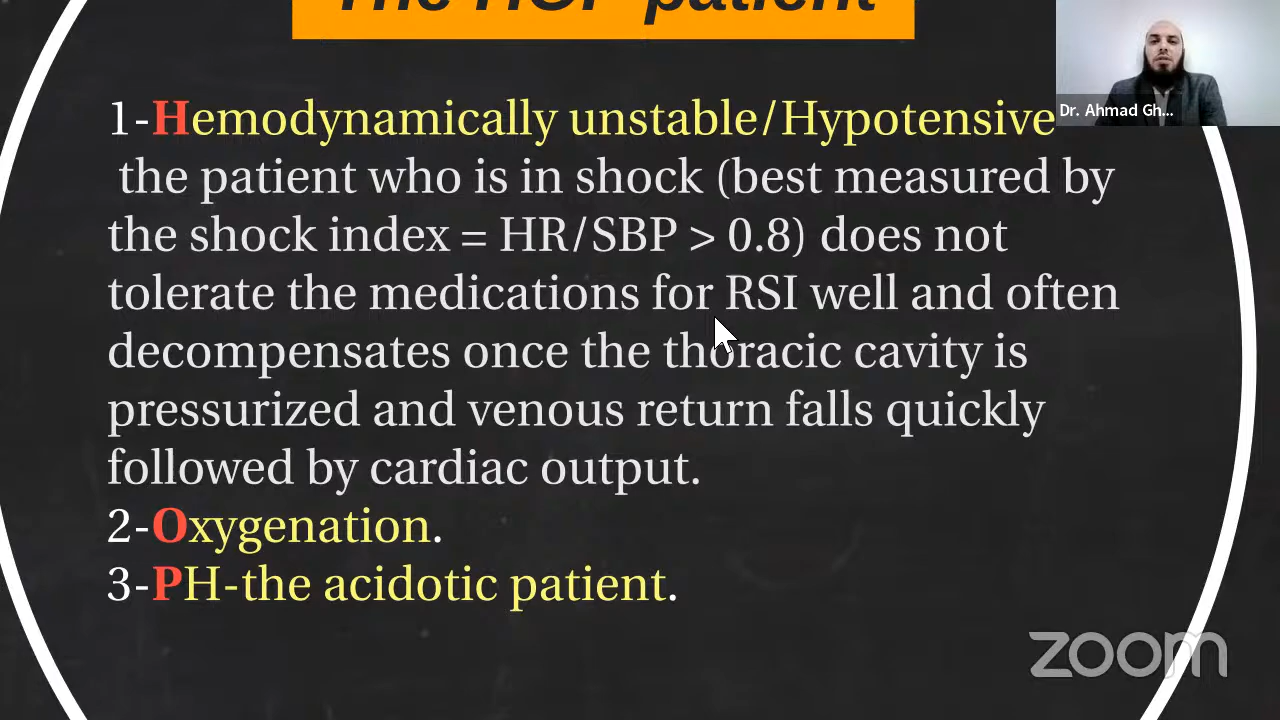 The HOP patient
Dr. Ahmad Gh...
1-Hemodynamically unstable/Hypotensive
the patient who is in shock (best measured by
the shock index = HR/SBP > 0.8) does not
tolerate the medications for RSI well and often
decompensates once the thoracic cavity is
pressurized and venous return falls quickly
followed by cardiac output.
2-Oxygenation.
3-PH-the acidotic patient.
zoom